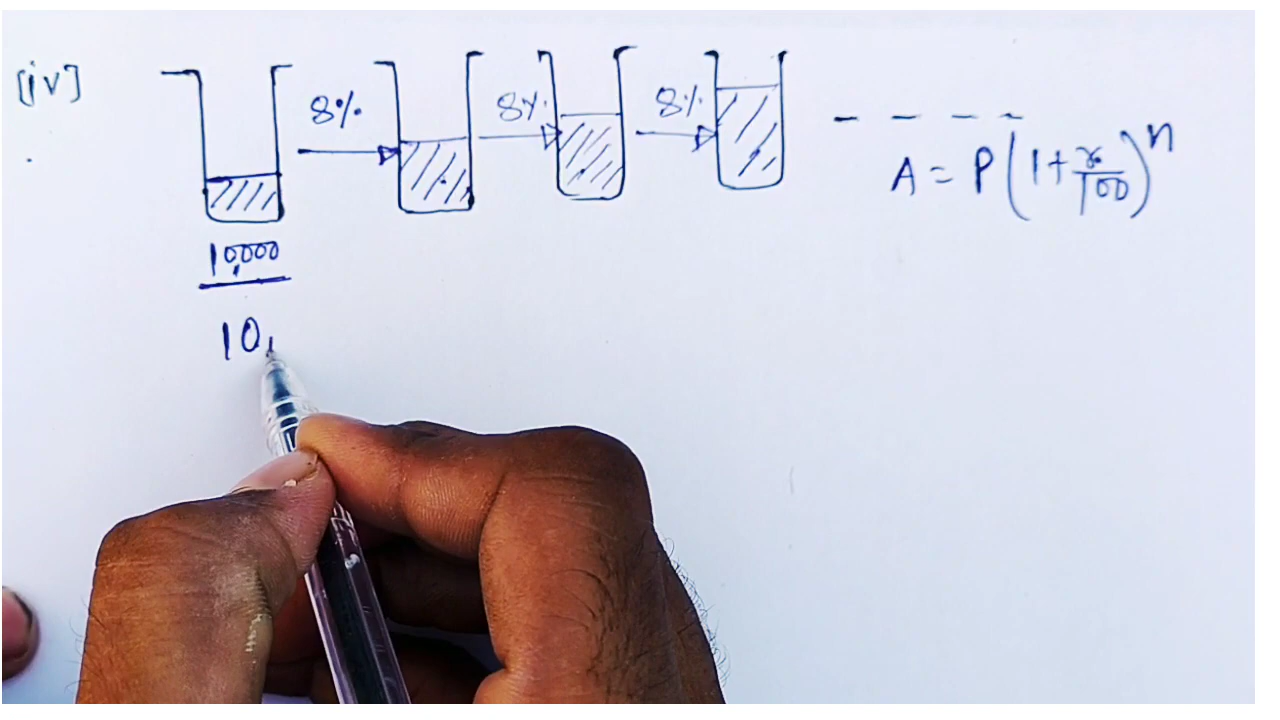 [iv]
8% 8% 8% - - - -
A = P(1+r/100)^n
10,000
10,